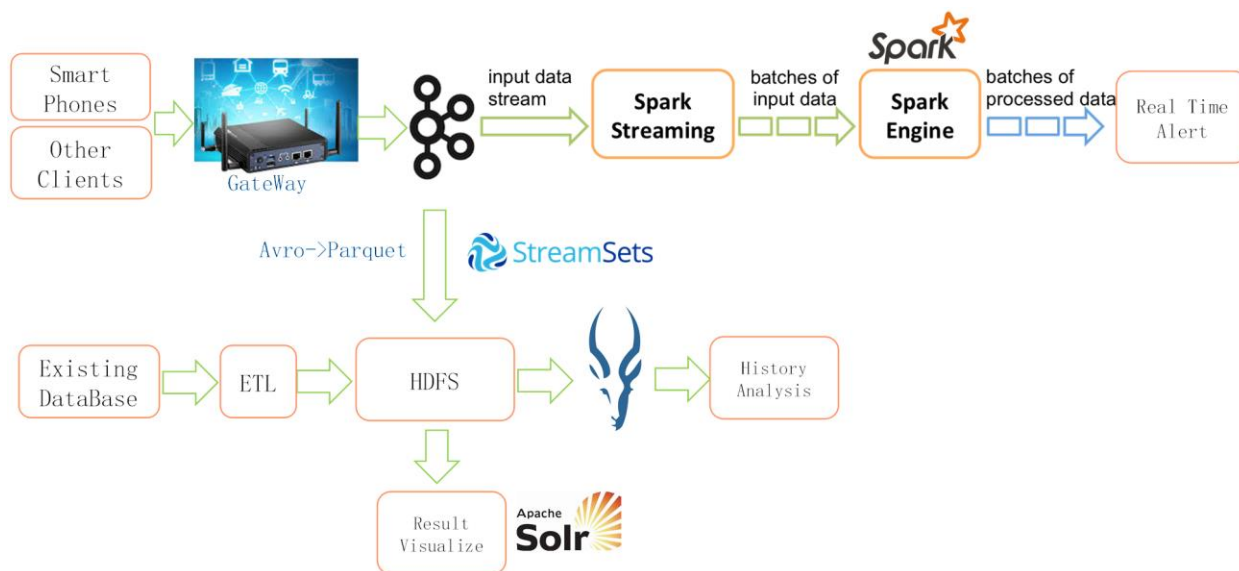 Smart
Phones
Other
Clients
GateWay
input data
stream
Spark
Streaming
batches of
input data
Spark
Spark
Engine
batches of
processed data
Real Time
Alert
Avro->Parquet
StreamSets
Existing
DataBase
ETL
HDFS
History
Analysis
Result
Visualize
Apache
Solr